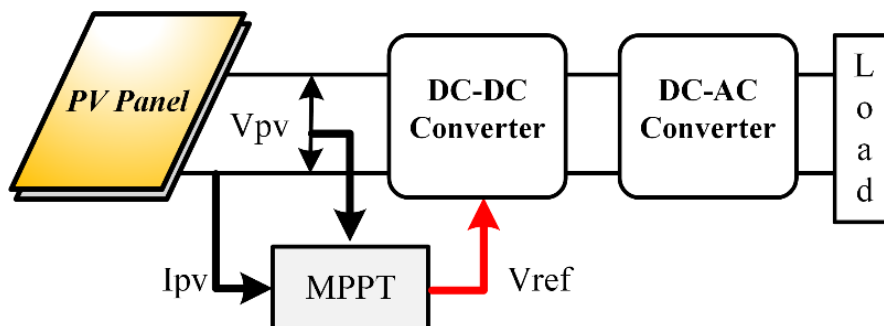 PV Panel
Vpv
DC-DC
Converter
DC-AC
Converter
L
o
a
d
Ipv
MPPT
Vref